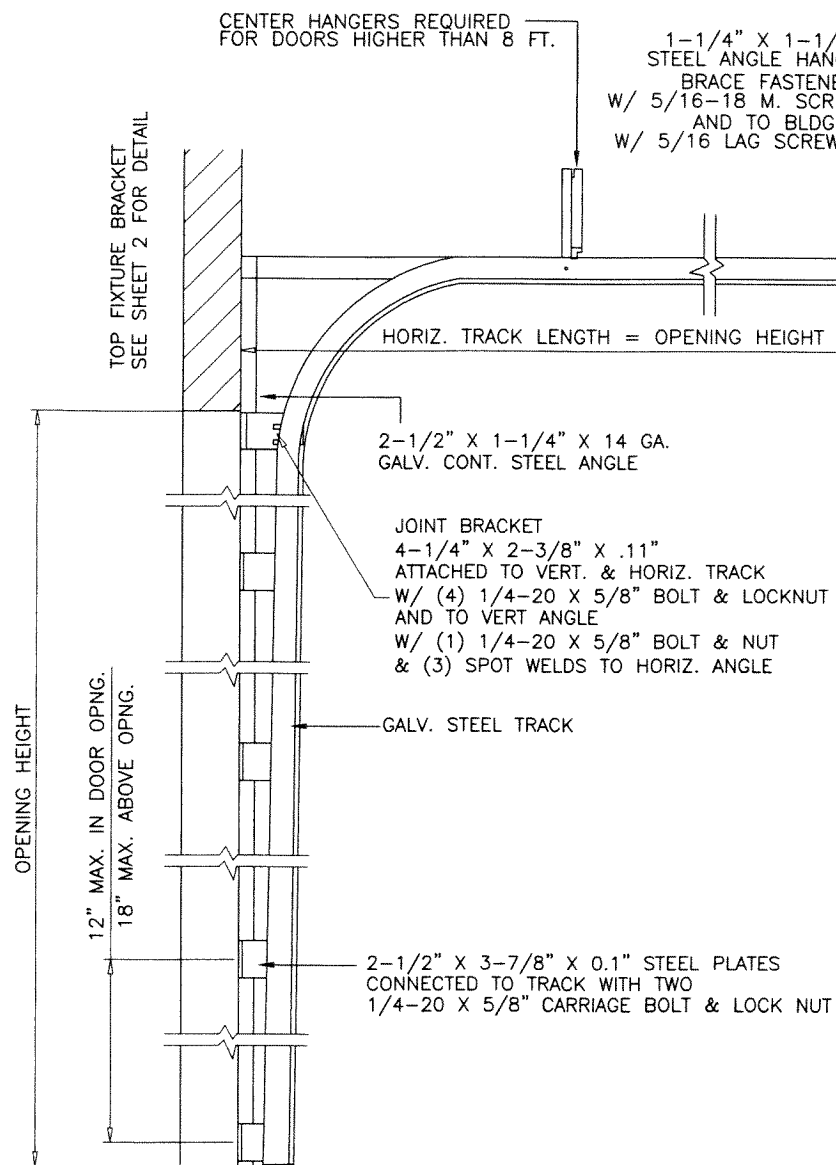 CENTER HANGERS REQUIRED
FOR DOORS HIGHER THAN 8 FT.
1-1/4" X 1-1/
STEEL ANGLE HAN
BRACE FASTENE
W/ 5/16-18 M. SCR
AND TO BLDG
W/ 5/16 LAG SCREW
TOP FIXTURE BRACKET
SEE SHEET 2 FOR DETAIL
HORIZ. TRACK LENGTH = OPENING HEIGHT
2-1/2" X 1-1/4" X 14 GA.
GALV. CONT. STEEL ANGLE
JOINT BRACKET
4-1/4" X 2-3/8" X .11"
ATTACHED TO VERT. & HORIZ. TRACK
W/ (4) 1/4-20 X 5/8" BOLT & LOCKNUT
AND TO VERT ANGLE
W/ (1) 1/4-20 X 5/8" BOLT & NUT
& (3) SPOT WELDS TO HORIZ. ANGLE
GALV. STEEL TRACK
OPENING HEIGHT
12" MAX. IN DOOR OPNG.
18" MAX. ABOVE OPNG.
2-1/2" X 3-7/8" X 0.1" STEEL PLATES
CONNECTED TO TRACK WITH TWO
1/4-20 X 5/8" CARRIAGE BOLT & LOCK NUT